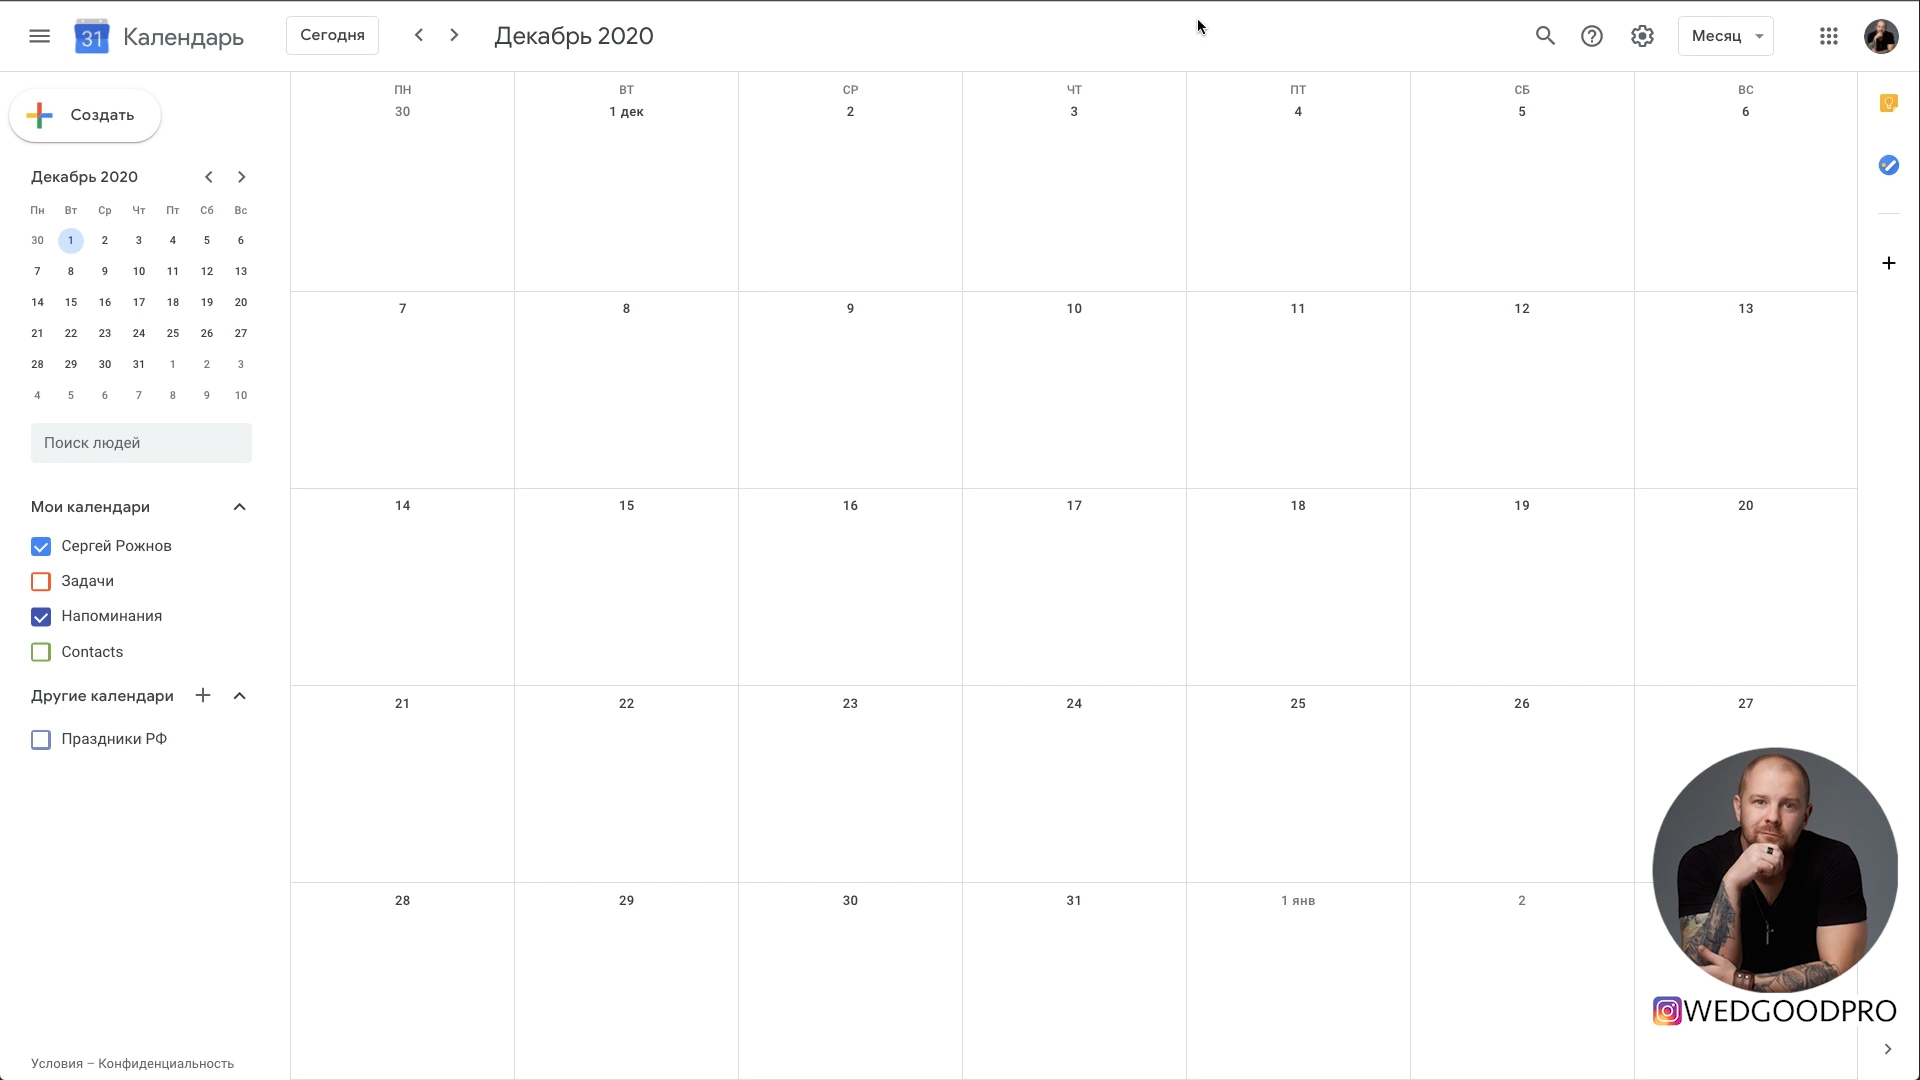 31 Календарь Сегодня Декабрь 2020 Месяц
Создать
Декабрь 2020
Пн Вт Ср Чт Пт Сб Вс
30 1 2 3 4 5 6
7 8 9 10 11 12 13
14 15 16 17 18 19 20
21 22 23 24 25 26 27
28 29 30 31 1 2 3
4 5 6 7 8 9 10
Поиск людей
Мои календари
Сергей Рожнов
Задачи
Напоминания
Contacts
Другие календари
Праздники РФ
Условия – Конфиденциальность
ПН ВТ СР ЧТ ПТ СБ ВС
30 1 дек 2 3 4 5 6
7 8 9 10 11 12 13
14 15 16 17 18 19 20
21 22 23 24 25 26 27
28 29 30 31 1 янв 2
WEDGOODPRO